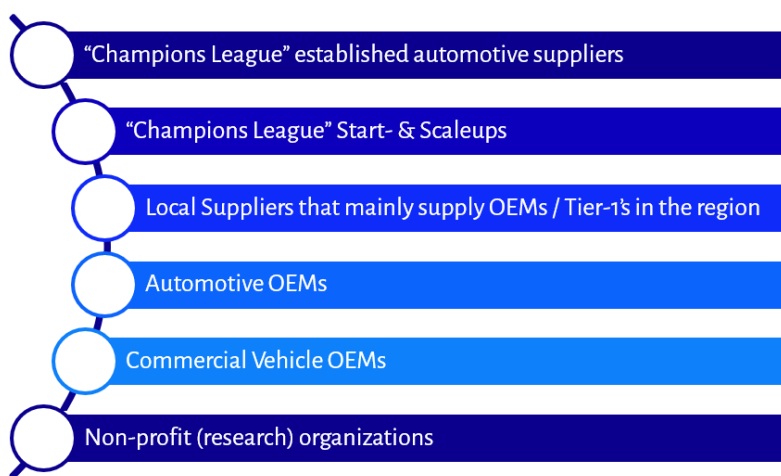 “Champions League” established automotive suppliers
“Champions League” Start- & Scaleups
Local Suppliers that mainly supply OEMs / Tier-1’s in the region
Automotive OEMs
Commercial Vehicle OEMs
Non-profit (research) organizations